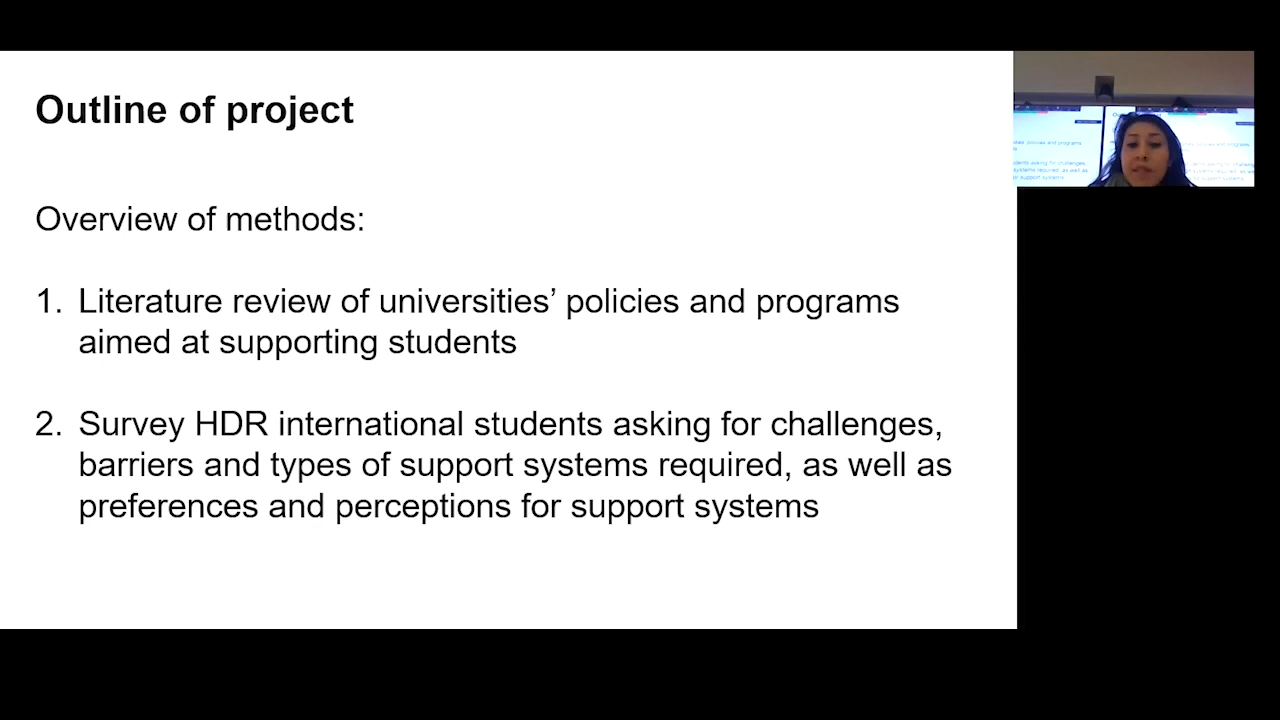 Outline of project
Overview of methods:
1. Literature review of universities’ policies and programs
aimed at supporting students
2. Survey HDR international students asking for challenges,
barriers and types of support systems required, as well as
preferences and perceptions for support systems